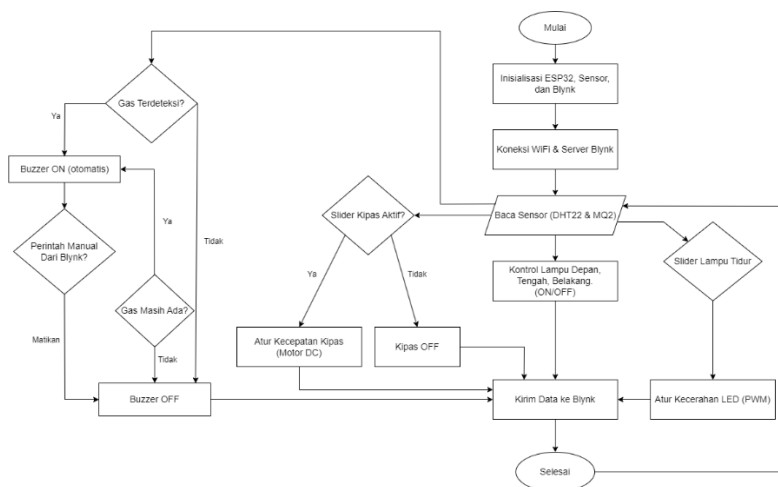 Mulai
Inisialisasi ESP32, Sensor,
dan Blynk
Koneksi WiFi & Server Blynk
Baca Sensor (DHT22 & MQ2)
Gas Terdeteksi?
Ya
Tidak
Buzzer ON (otomatis)
Perintah Manual
Dari Blynk?
Ya
Gas Masih Ada?
Matikan
Tidak
Buzzer OFF
Slider Kipas Aktif?
Ya
Tidak
Atur Kecepatan Kipas
(Motor DC)
Kipas OFF
Kontrol Lampu Depan,
Tengah, Belakang.
(ON/OFF)
Slider Lampu Tidur
Atur Kecerahan LED (PWM)
Kirim Data ke Blynk
Selesai